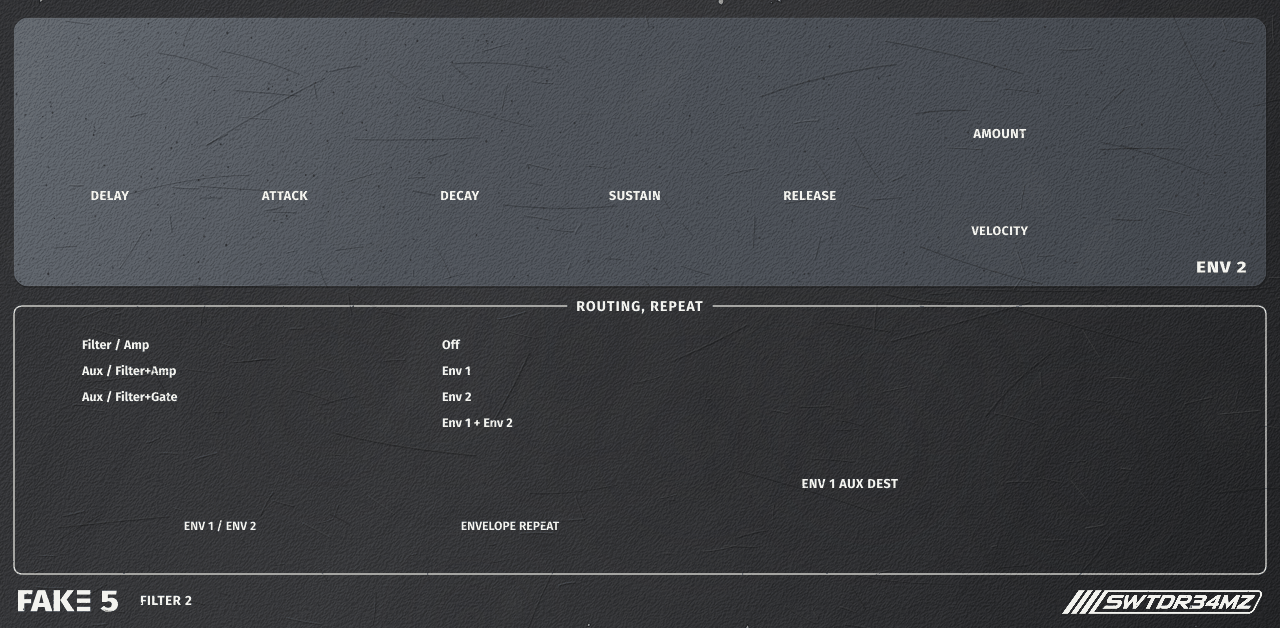 AMOUNT
DELAY ATTACK DECAY SUSTAIN RELEASE
VELOCITY
ENV 2
ROUTING, REPEAT
Filter / Amp
Aux / Filter+Amp
Aux / Filter+Gate
Off
Env 1
Env 2
Env 1 + Env 2
ENV 1 AUX DEST
ENV 1 / ENV 2
ENVELOPE REPEAT
FAKE 5
FILTER 2
SWTDR34MZ